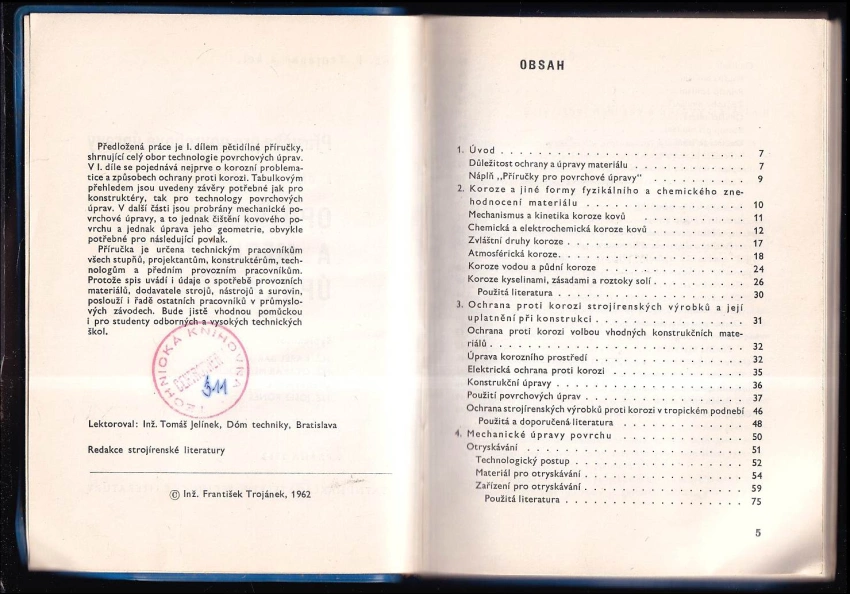 Předložená práce je I. dílem pětidílné příručky,
shrnující celý obor technologie povrchových úprav.
V I. díle se pojednává nejprve o korozní problema-
tice a způsobech ochrany proti korozi. Tabulkovým
přehledem jsou uvedeny závěry potřebné jak pro
konstruktéry, tak pro technology povrchových
úprav. V další části jsou probrány mechanické po-
vrchové úpravy, a to jednak čištění kovového po-
vrchu a jednak úprava jeho geometrie, obvykle
potřebné pro následující povlak.
Příručka je určena technickým pracovníkům
všech stupňů, projektantům, konstruktérům, tech-
nologům a předním provozním pracovníkům.
Protože spis uvádí i údaje o spotřebě provozních
materiálů, dodavatele strojů, nástrojů a surovin,
poslouží i řadě ostatních pracovníků v průmyslo-
vých závodech. Bude jistě vhodnou pomůckou
i pro studenty odborných a vysokých technických
škol.
TECHNICKÁ KNIHOVNA
511
Lektoroval: Inž. Tomáš Jelínek, Dóm techniky, Bratislava
Redakce strojírenské literatury
© Inž. František Trojánek, 1962
OBSAH
1. Úvod . . . 7
Důležitost ochrany a úpravy materiálu . . . 7
Náplň „Příručky pro povrchové úpravy" . . . 9
2. Koroze a jiné formy fyzikálního a chemického zne-
hodnocení materiálu . . . 10
Mechanismus a kinetika koroze kovů . . . 11
Chemická a elektrochemická koroze kovů . . . 12
Zvláštní druhy koroze . . . 17
Atmosférická koroze . . . 18
Koroze vodou a půdní koroze . . . 24
Koroze kyselinami, zásadami a roztoky solí . . . 26
Použitá literatura . . . 30
3. Ochrana proti korozi strojírenských výrobků a její
uplatnění při konstrukci . . . 31
Ochrana proti korozi volbou vhodných konstrukčních mate-
riálů . . . 32
Úprava korozního prostředí . . . 32
Elektrická ochrana proti korozi . . . 35
Konstrukční úpravy . . . 36
Použití povrchových úprav . . . 37
Ochrana strojírenských výrobků proti korozi v tropickém podnebí 46
Použitá a doporučená literatura . . . 48
4. Mechanické úpravy povrchu . . . 50
Otryskávání . . . 51
Technologický postup . . . 52
Materiál pro otryskávání . . . 54
Zařízení pro otryskávání . . . 59
Použitá literatura . . . 75
5